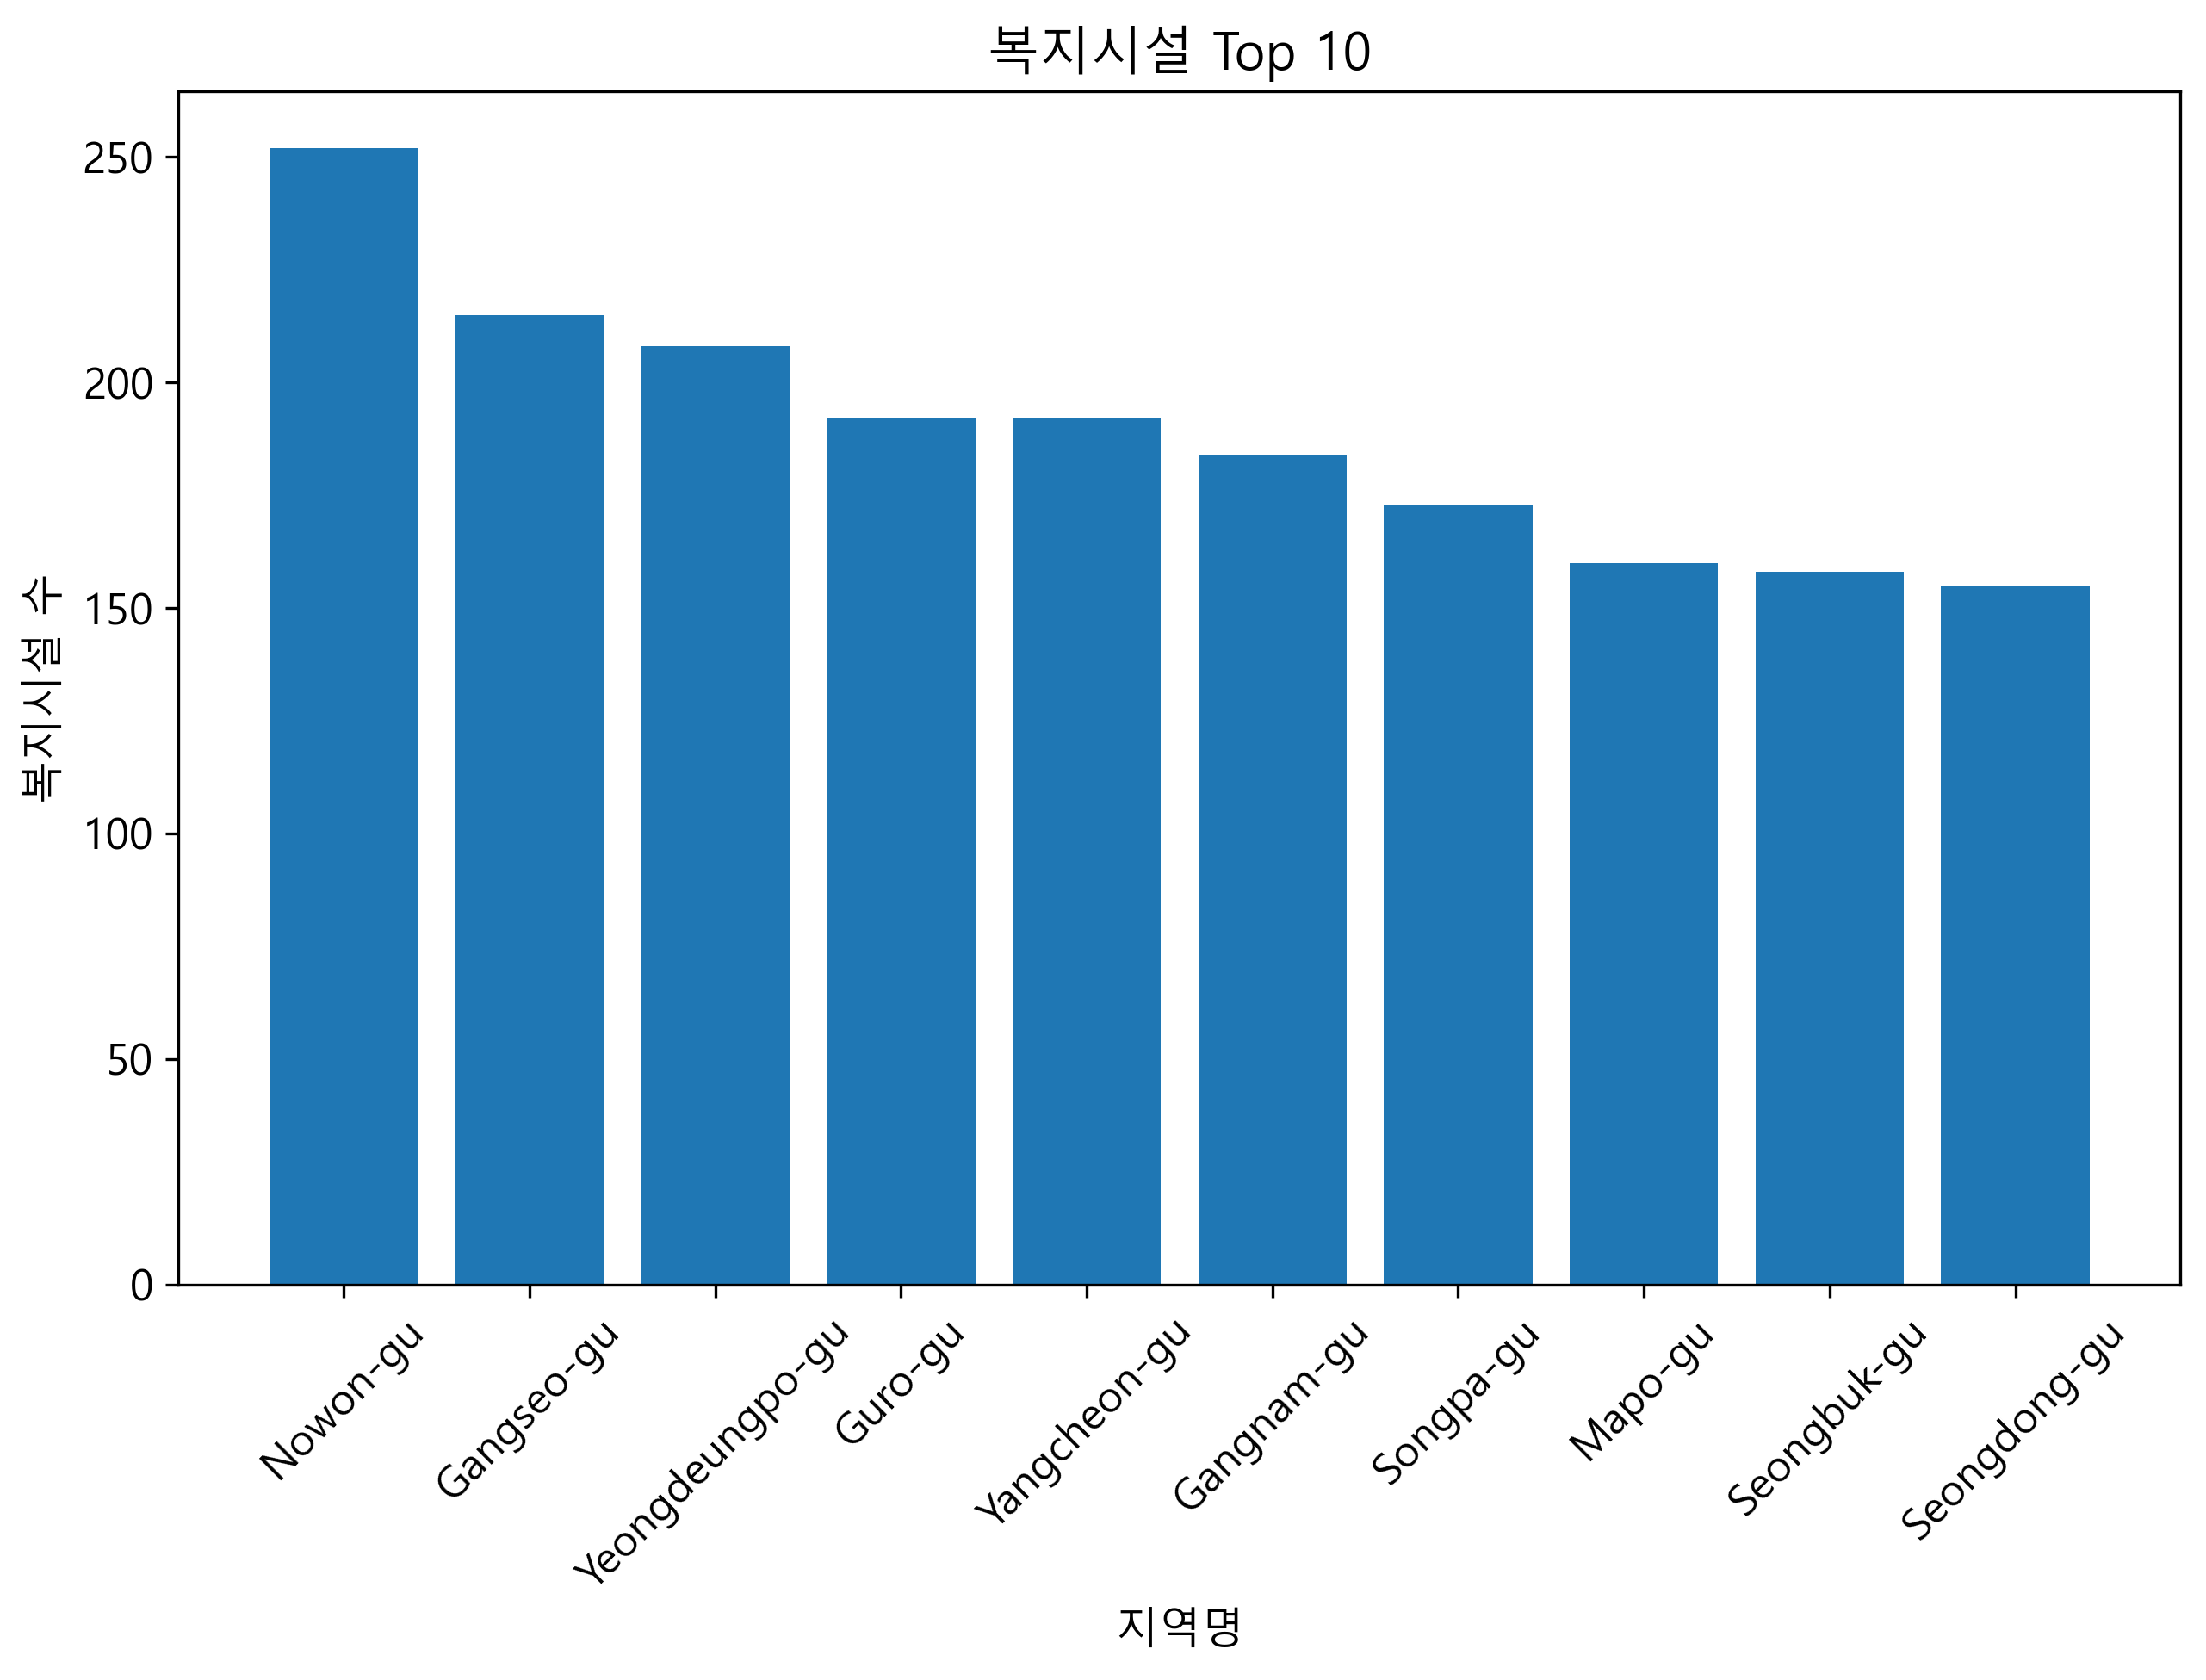 복지시설 Top 10
복지시설 수
250
200
150
100
50
0
Nowon-gu
Gangseo-gu
Yeongdeungpo-gu
Guro-gu
Yangcheon-gu
Gangnam-gu
Songpa-gu
Mapo-gu
Seongbuk-gu
Seongdong-gu
지역명